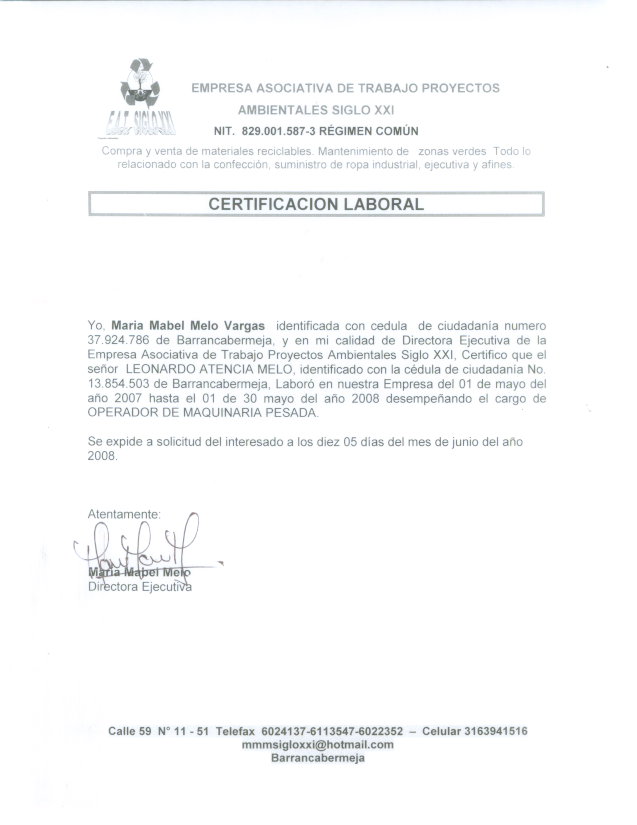 EMPRESA ASOCIATIVA DE TRABAJO PROYECTOS
AMBIENTALES SIGLO XXI
E.A.T. SIGLO XXI
NIT. 829.001.587-3 RÉGIMEN COMÚN
Compra y venta de materiales reciclables. Mantenimiento de zonas verdes Todo lo
relacionado con la confección, suministro de ropa industrial, ejecutiva y afines.
CERTIFICACION LABORAL
Yo, Maria Mabel Melo Vargas identificada con cedula de ciudadanía numero
37.924.786 de Barrancabermeja, y en mi calidad de Directora Ejecutiva de la
Empresa Asociativa de Trabajo Proyectos Ambientales Siglo XXI, Certifico que el
señor LEONARDO ATENCIA MELO, identificado con la cédula de ciudadanía No.
13.854.503 de Barrancabermeja, Laboró en nuestra Empresa del 01 de mayo del
año 2007 hasta el 01 de 30 mayo del año 2008 desempeñando el cargo de
OPERADOR DE MAQUINARIA PESADA.
Se expide a solicitud del interesado a los diez 05 días del mes de junio del año
2008.
Atentamente:
Maria Mabel Melo
Directora Ejecutiva
Calle 59 N° 11 - 51 Telefax 6024137-6113547-6022352 – Celular 3163941516
mmmsigloxxi@hotmail.com
Barrancabermeja